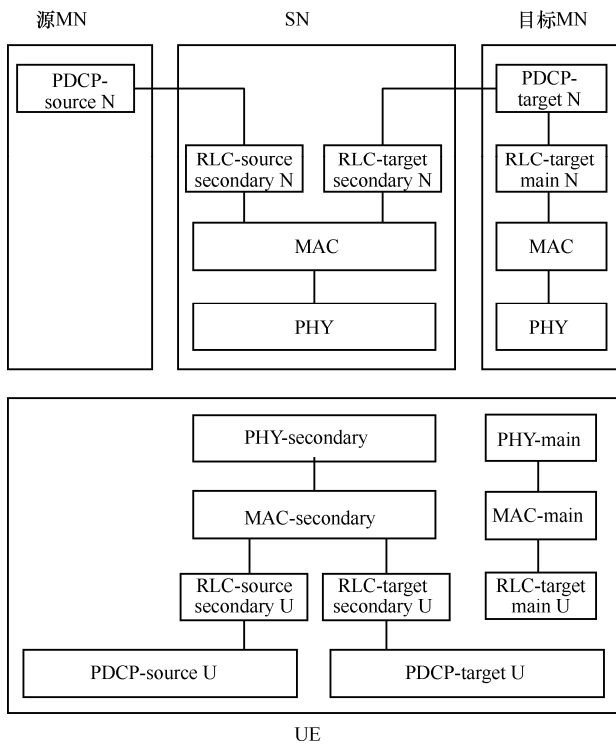 源MN
SN
目标MN
PDCP-
source N
PDCP-
target N
RLC-source
secondary N
RLC-target
secondary N
RLC-target
main N
MAC
MAC
PHY
PHY
PHY-secondary
PHY-main
MAC-secondary
MAC-main
RLC-source
secondary U
RLC-target
secondary U
RLC-target
main U
PDCP-source U
PDCP-target U
UE